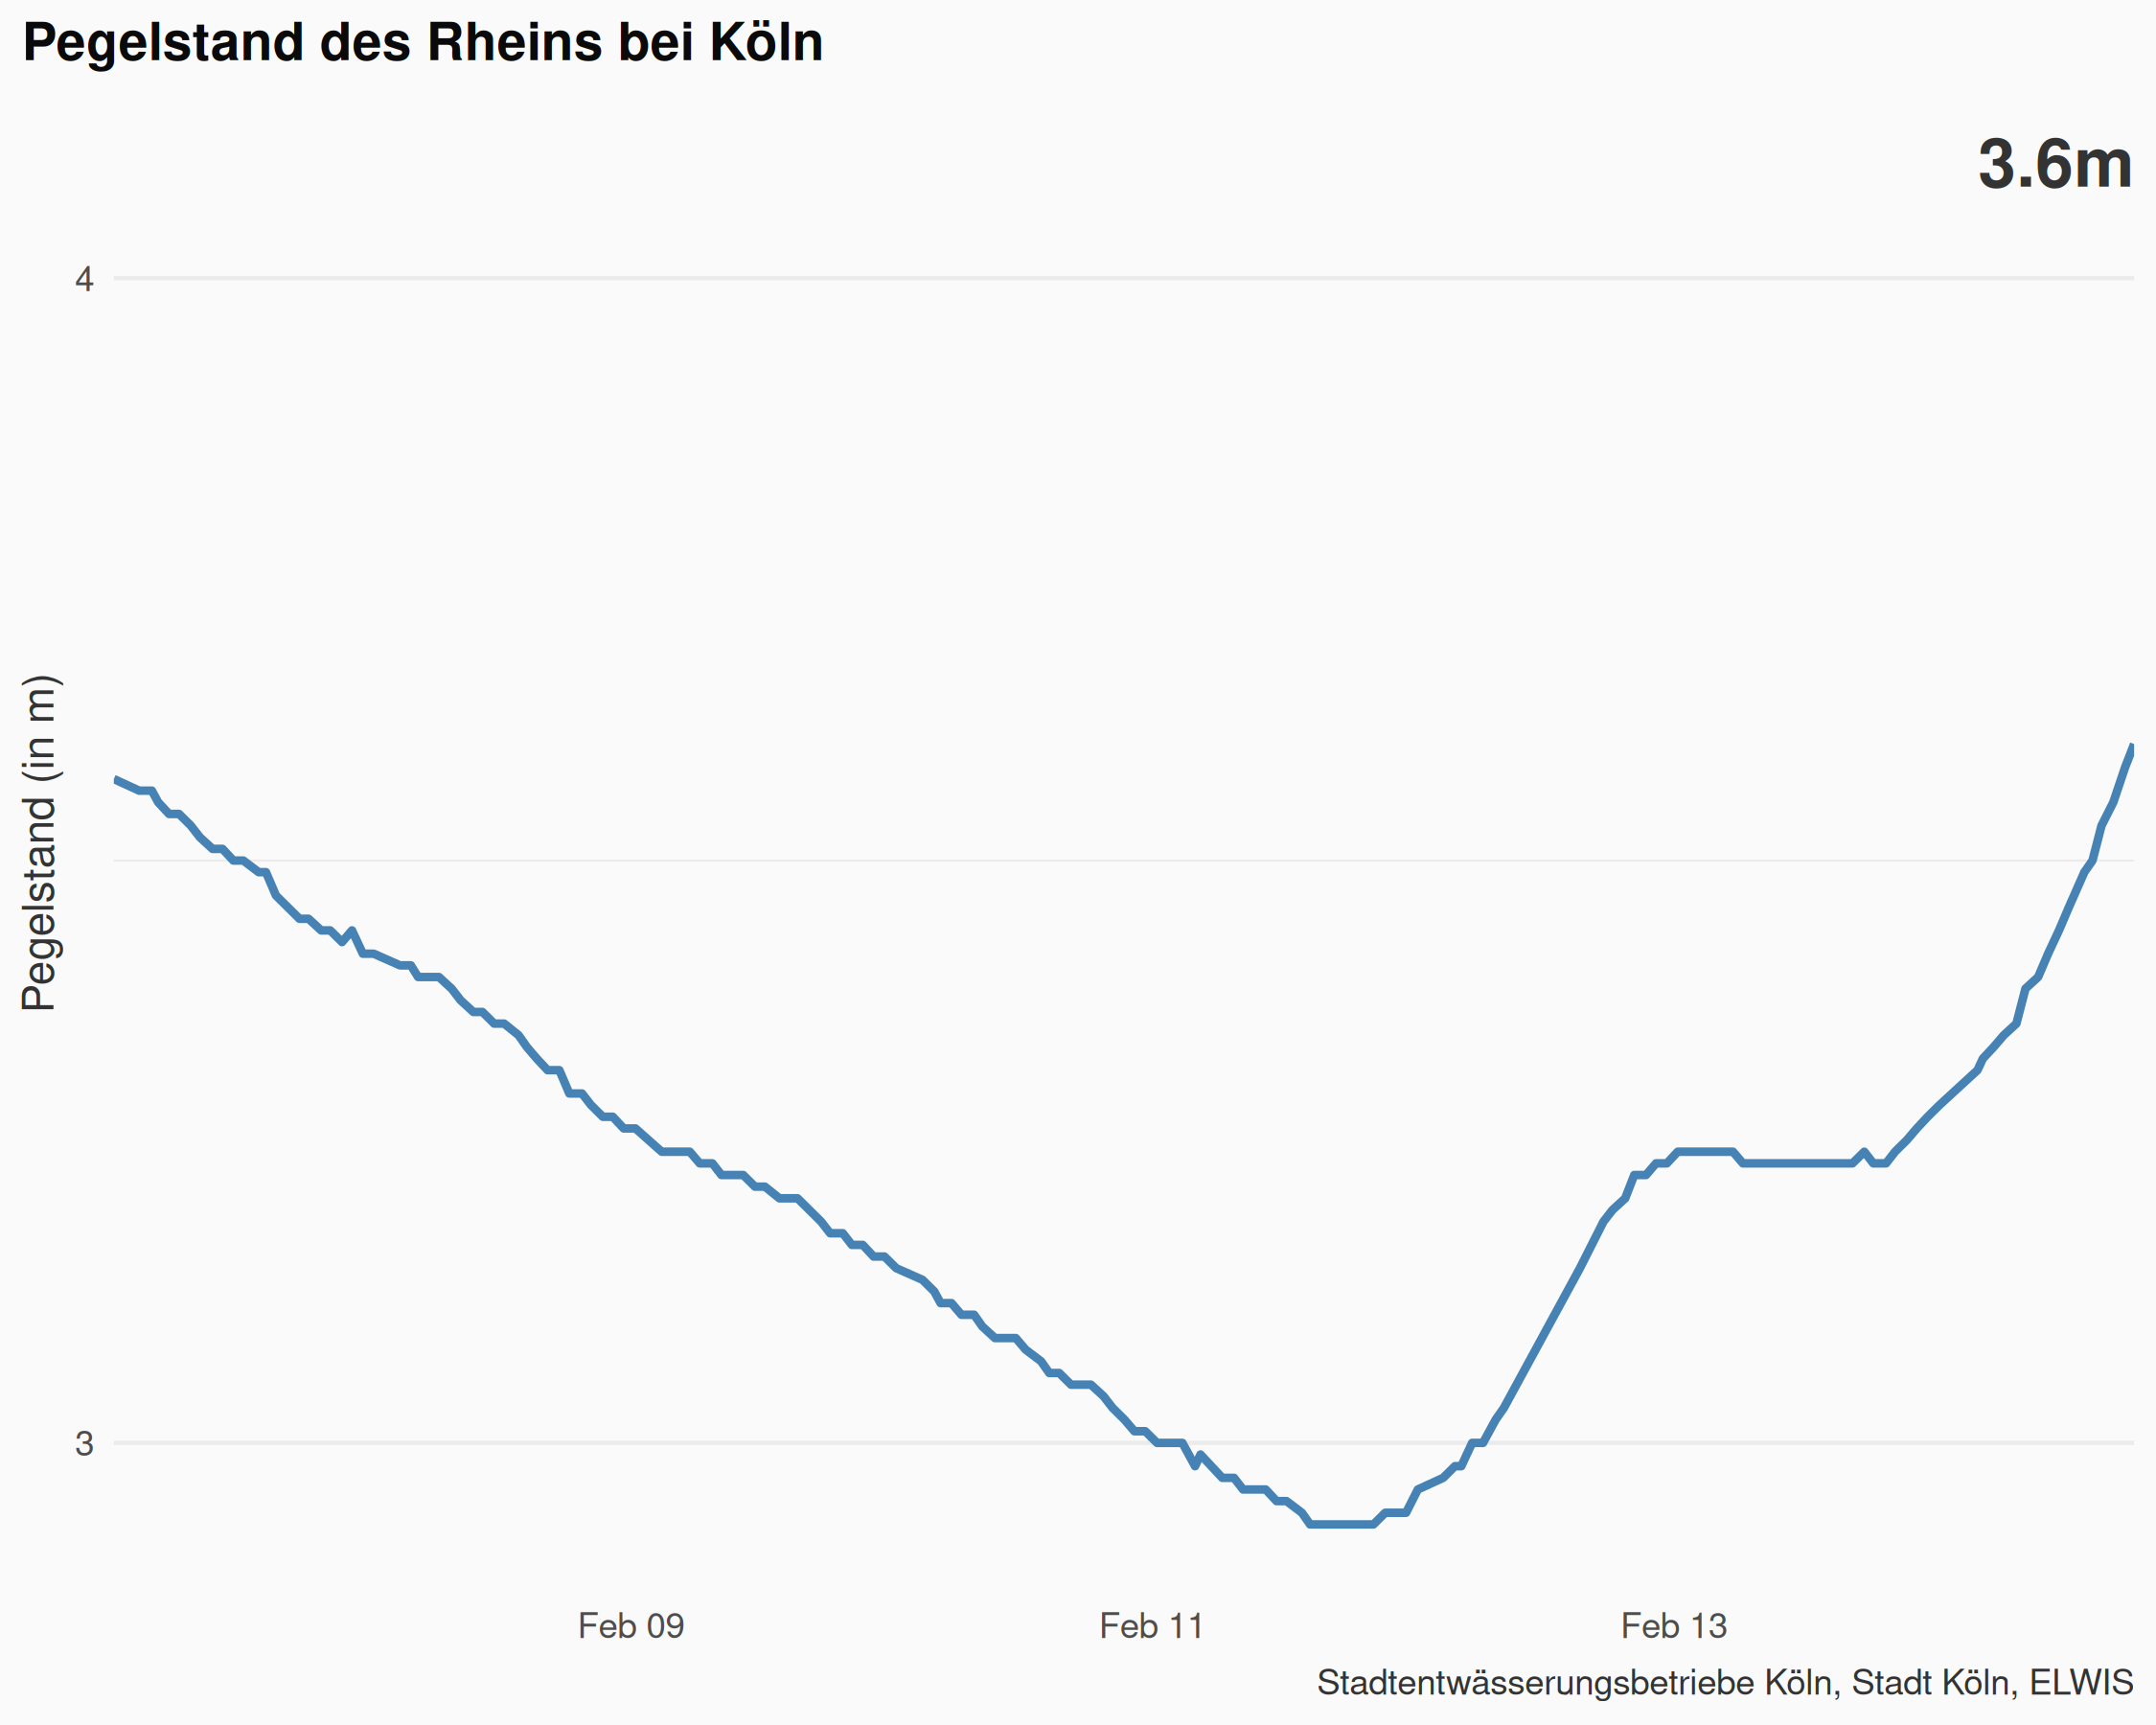 Pegelstand des Rheins bei Köln
3.6m
4
Pegelstand (in m)
3
Feb 09
Feb 11
Feb 13
Stadtentwässerungsbetriebe Köln, Stadt Köln, ELWIS